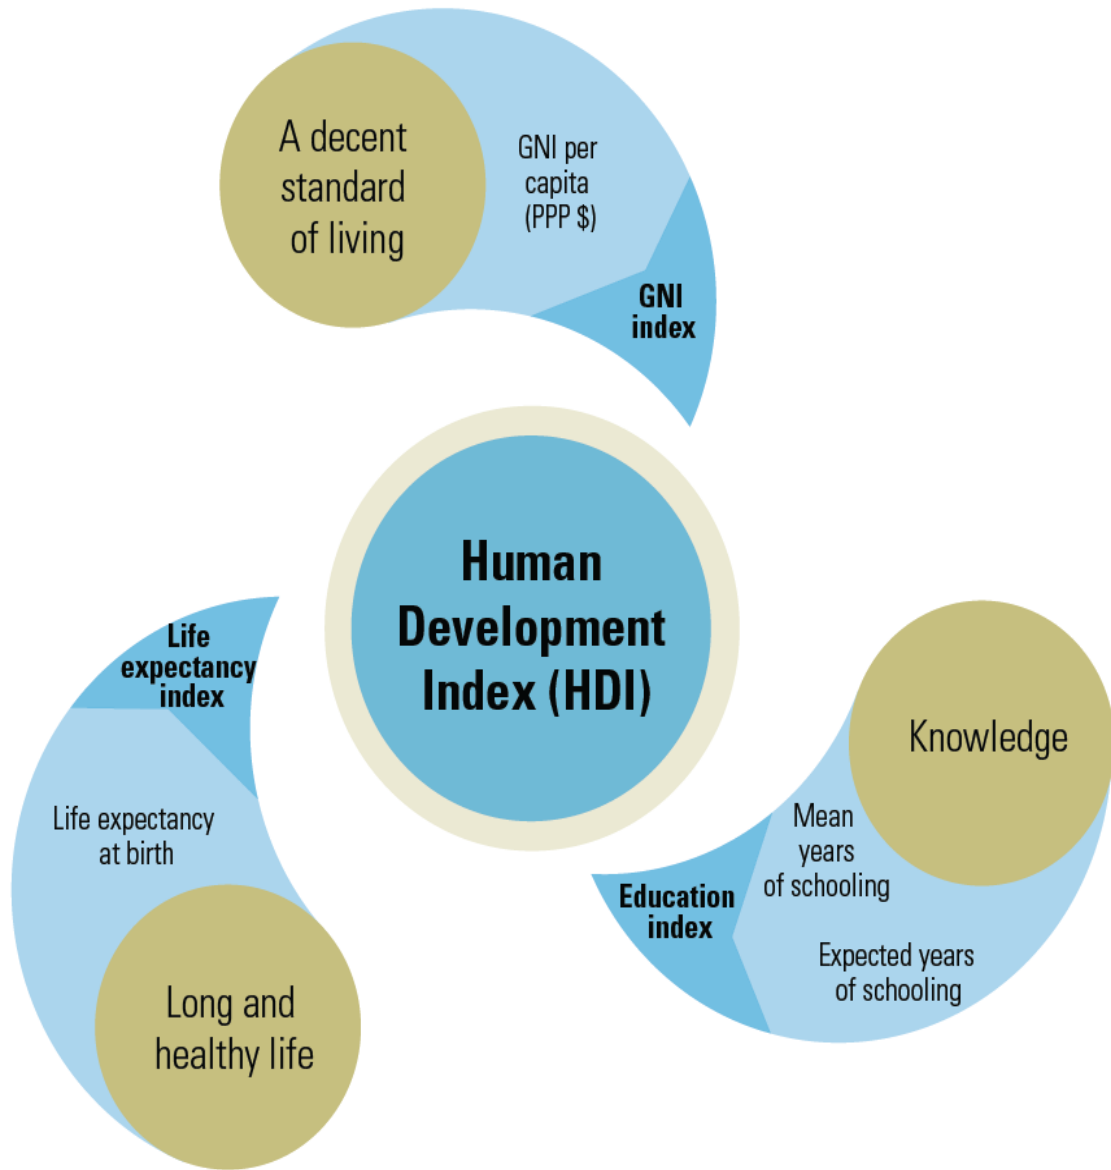 A decent
standard
of living
GNI per
capita
(PPP $)
GNI
index
Human
Development
Index (HDI)
Life
expectancy
index
Life expectancy
at birth
Long and
healthy life
Knowledge
Mean
years
of schooling
Expected years
of schooling
Education
index